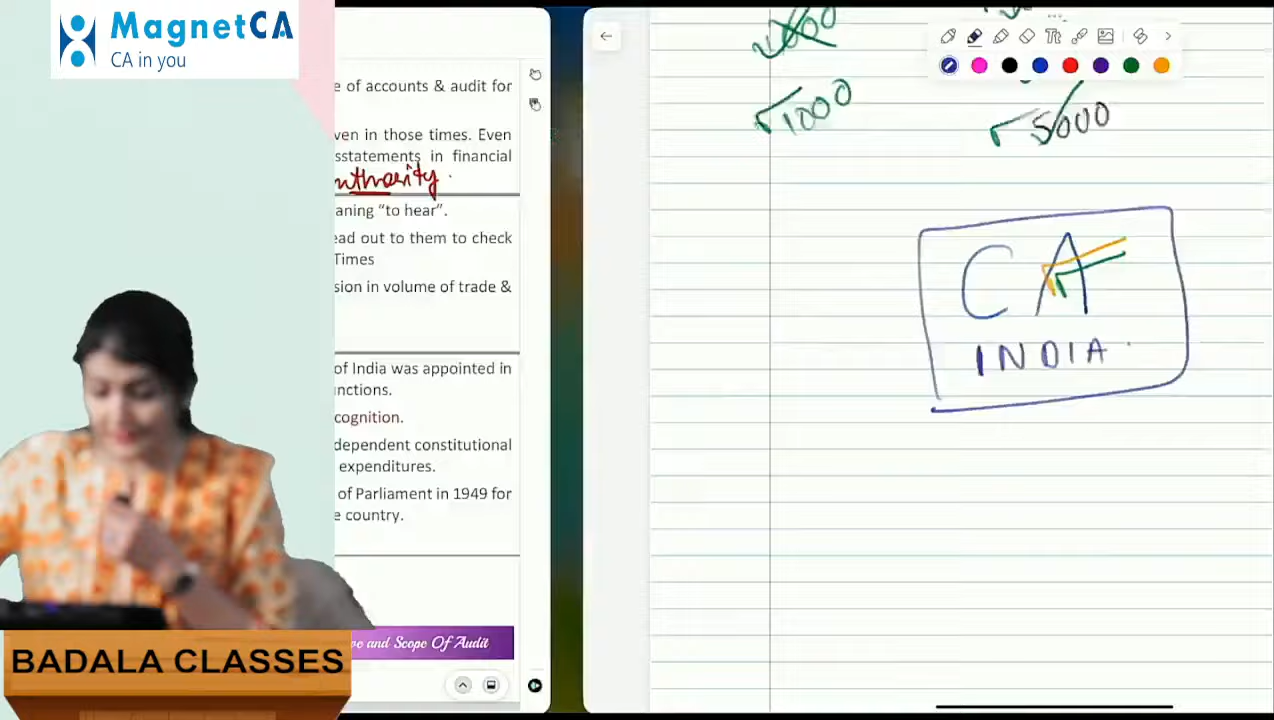 MagnetCA
CA in you
e of accounts & audit for
ven in those times. Even
sstatements in financial
uthority.
aning “to hear”.
ead out to them to check
Times
sion in volume of trade &
of India was appointed in
unctions.
cognition.
dependent constitutional
expenditures.
of Parliament in 1949 for
e country.
ve and Scope Of Audit
BADALA CLASSES
√1000
√5000
CA
INDIA